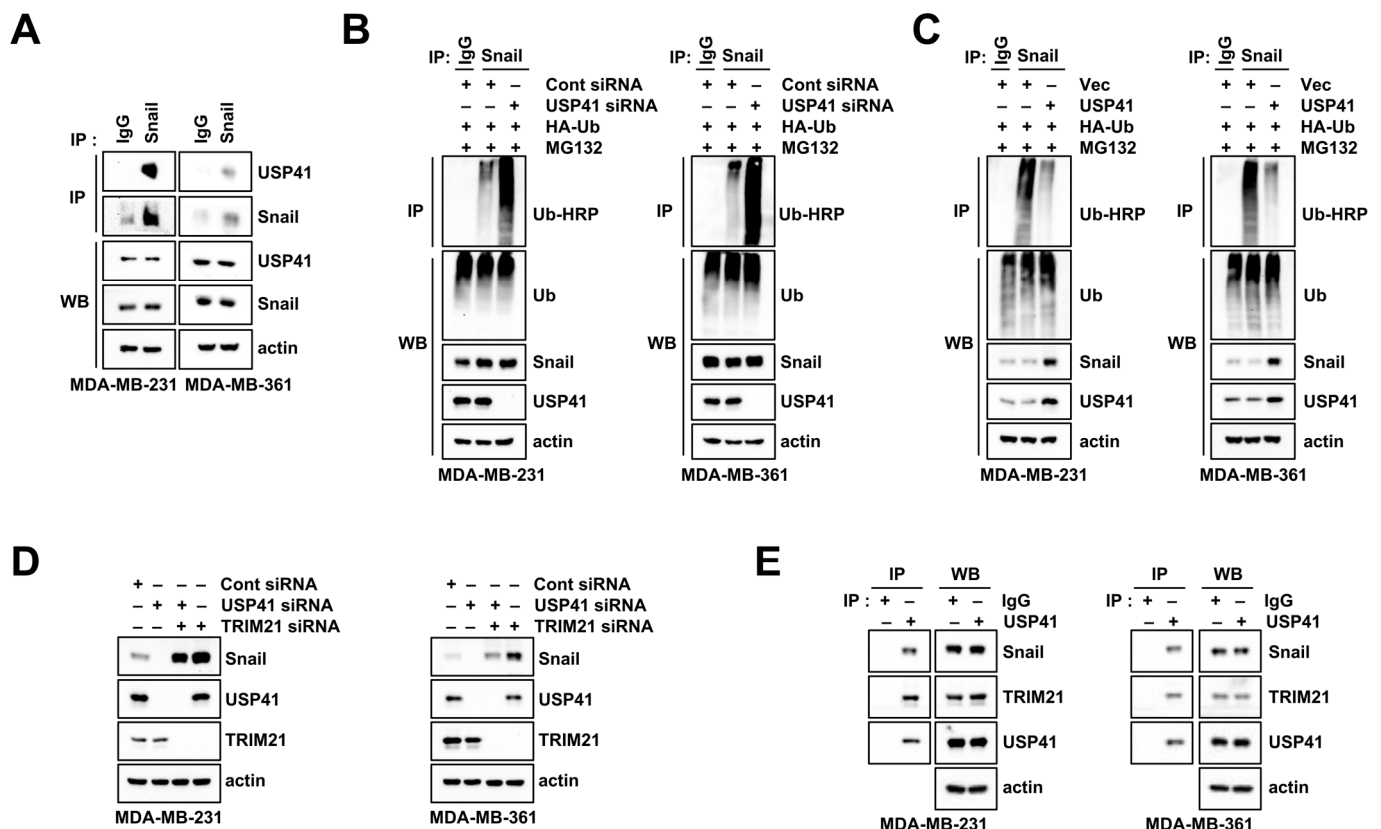 A
IP :
IgG
Snail
IgG
Snail
IP
USP41
Snail
WB
USP41
Snail
actin
MDA-MB-231
MDA-MB-361
B
IP:
IgG
Snail
+ + – Cont siRNA
– – + USP41 siRNA
+ + + HA-Ub
+ + + MG132
IP
Ub-HRP
WB
Ub
Snail
USP41
actin
MDA-MB-231
IP:
IgG
Snail
+ + – Cont siRNA
– – + USP41 siRNA
+ + + HA-Ub
+ + + MG132
IP
Ub-HRP
WB
Ub
Snail
USP41
actin
MDA-MB-361
C
IP:
IgG
Snail
+ + – Vec
– – + USP41
+ + + HA-Ub
+ + + MG132
IP
Ub-HRP
WB
Ub
Snail
USP41
actin
MDA-MB-231
IP:
IgG
Snail
+ + – Vec
– – + USP41
+ + + HA-Ub
+ + + MG132
IP
Ub-HRP
WB
Ub
Snail
USP41
actin
MDA-MB-361
D
+ – – – Cont siRNA
– + + – USP41 siRNA
– – + + TRIM21 siRNA
Snail
USP41
TRIM21
actin
MDA-MB-231
+ – – – Cont siRNA
– + + – USP41 siRNA
– – + + TRIM21 siRNA
Snail
USP41
TRIM21
actin
MDA-MB-361
E
IP WB
IP : + – + – IgG
– + – + USP41
Snail
TRIM21
USP41
actin
MDA-MB-231
IP WB
IP : + – + – IgG
– + – + USP41
Snail
TRIM21
USP41
actin
MDA-MB-361